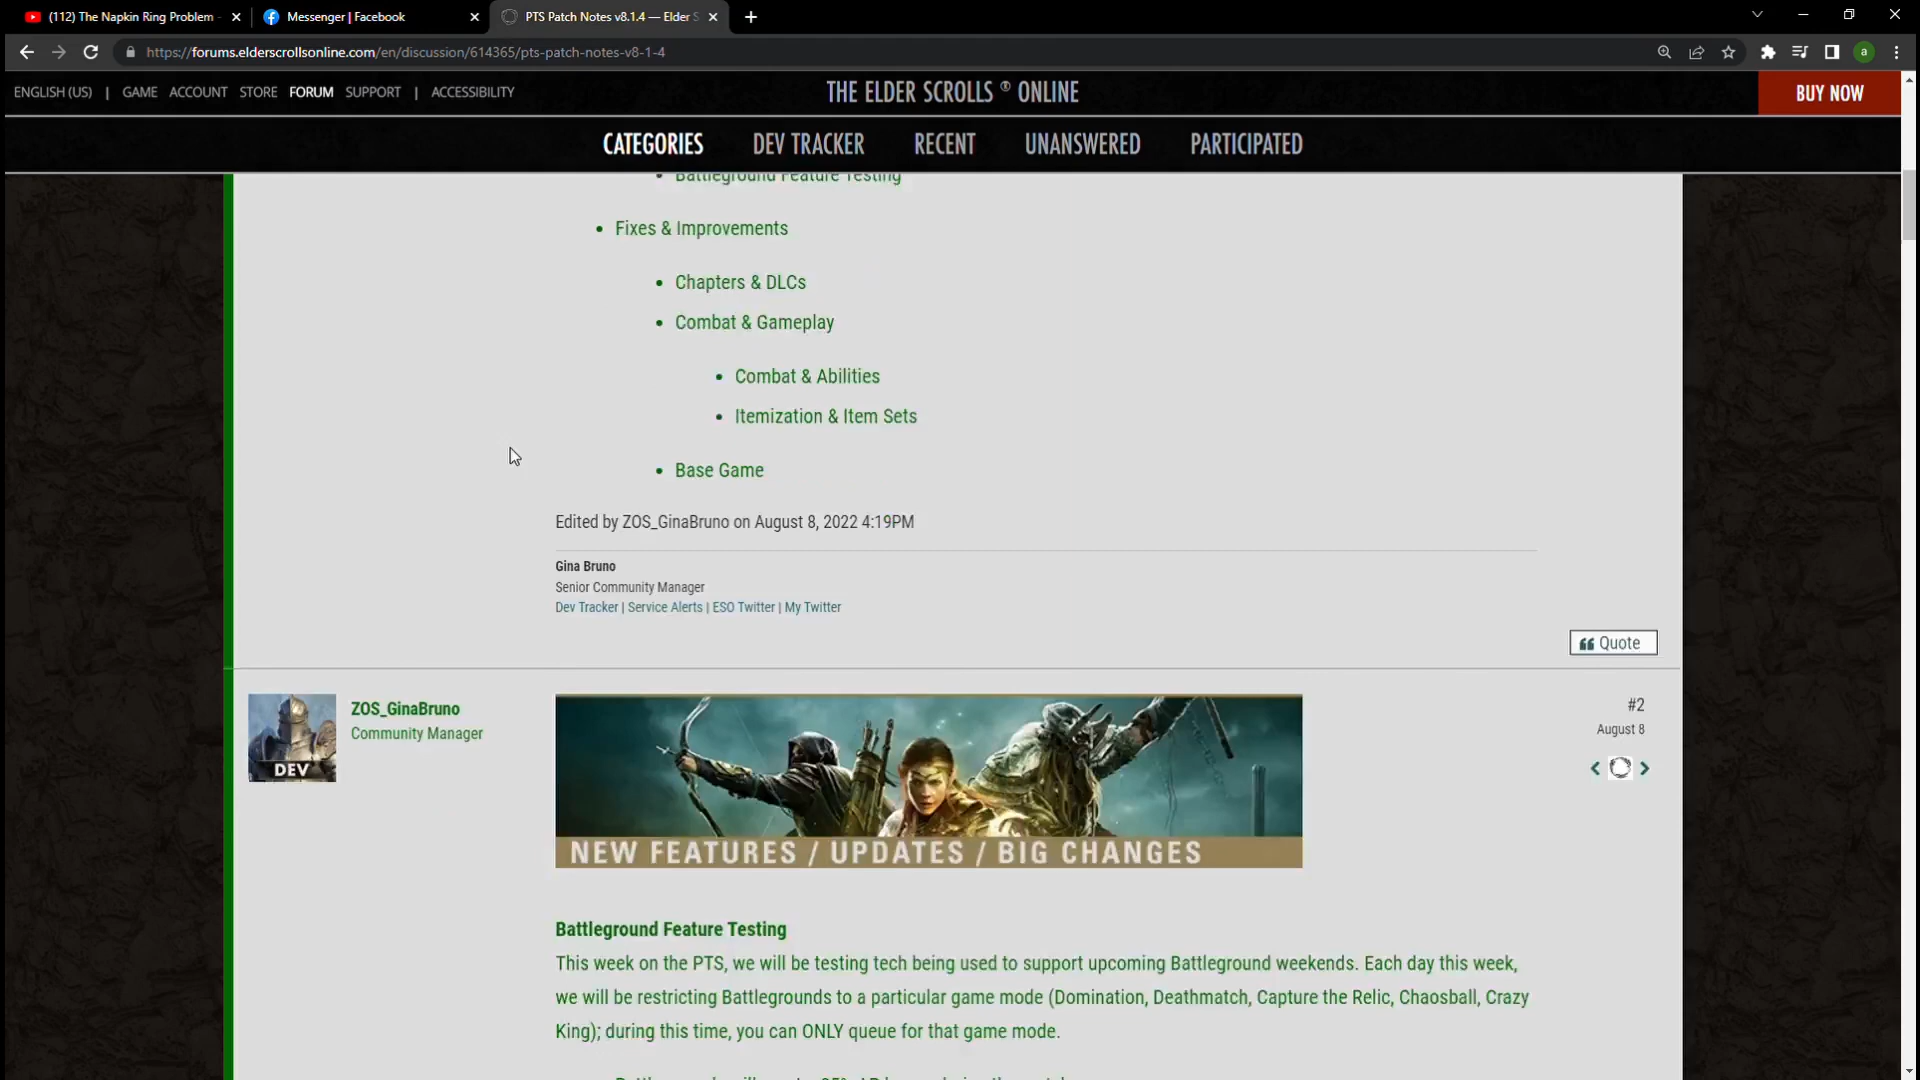 (112) The Napkin Ring Problem
Messenger | Facebook
PTS Patch Notes v8.1.4 — Elder S
https://forums.elderscrollsonline.com/en/discussion/614365/pts-patch-notes-v8-1-4
a
ENGLISH (US) | GAME ACCOUNT STORE FORUM SUPPORT | ACCESSIBILITY
THE ELDER SCROLLS ® ONLINE
BUY NOW
CATEGORIES DEV TRACKER RECENT UNANSWERED PARTICIPATED
• Battleground Feature Testing
• Fixes & Improvements
• Chapters & DLCs
• Combat & Gameplay
• Combat & Abilities
• Itemization & Item Sets
• Base Game
Edited by ZOS_GinaBruno on August 8, 2022 4:19PM
Gina Bruno
Senior Community Manager
Dev Tracker | Service Alerts | ESO Twitter | My Twitter
Quote
ZOS_GinaBruno
Community Manager
DEV
#2
August 8
NEW FEATURES / UPDATES / BIG CHANGES
Battleground Feature Testing
This week on the PTS, we will be testing tech being used to support upcoming Battleground weekends. Each day this week,
we will be restricting Battlegrounds to a particular game mode (Domination, Deathmatch, Capture the Relic, Chaosball, Crazy
King); during this time, you can ONLY queue for that game mode.